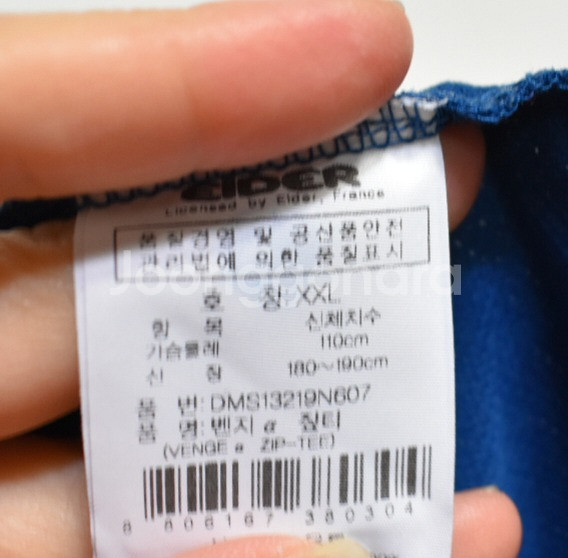 EIDER
Licensed by Eider, France
품질경영 및 공산품안전
관리법에 의한 품질표시
호 칭: XXL
항 목 신체치수
가슴둘레 110cm
신 장 180~190cm
품 번: DMS13219N607
품 명: 벤지 α 짚티
(VENGE α ZIP-TEE)
8 806167 380304
Joonggonara